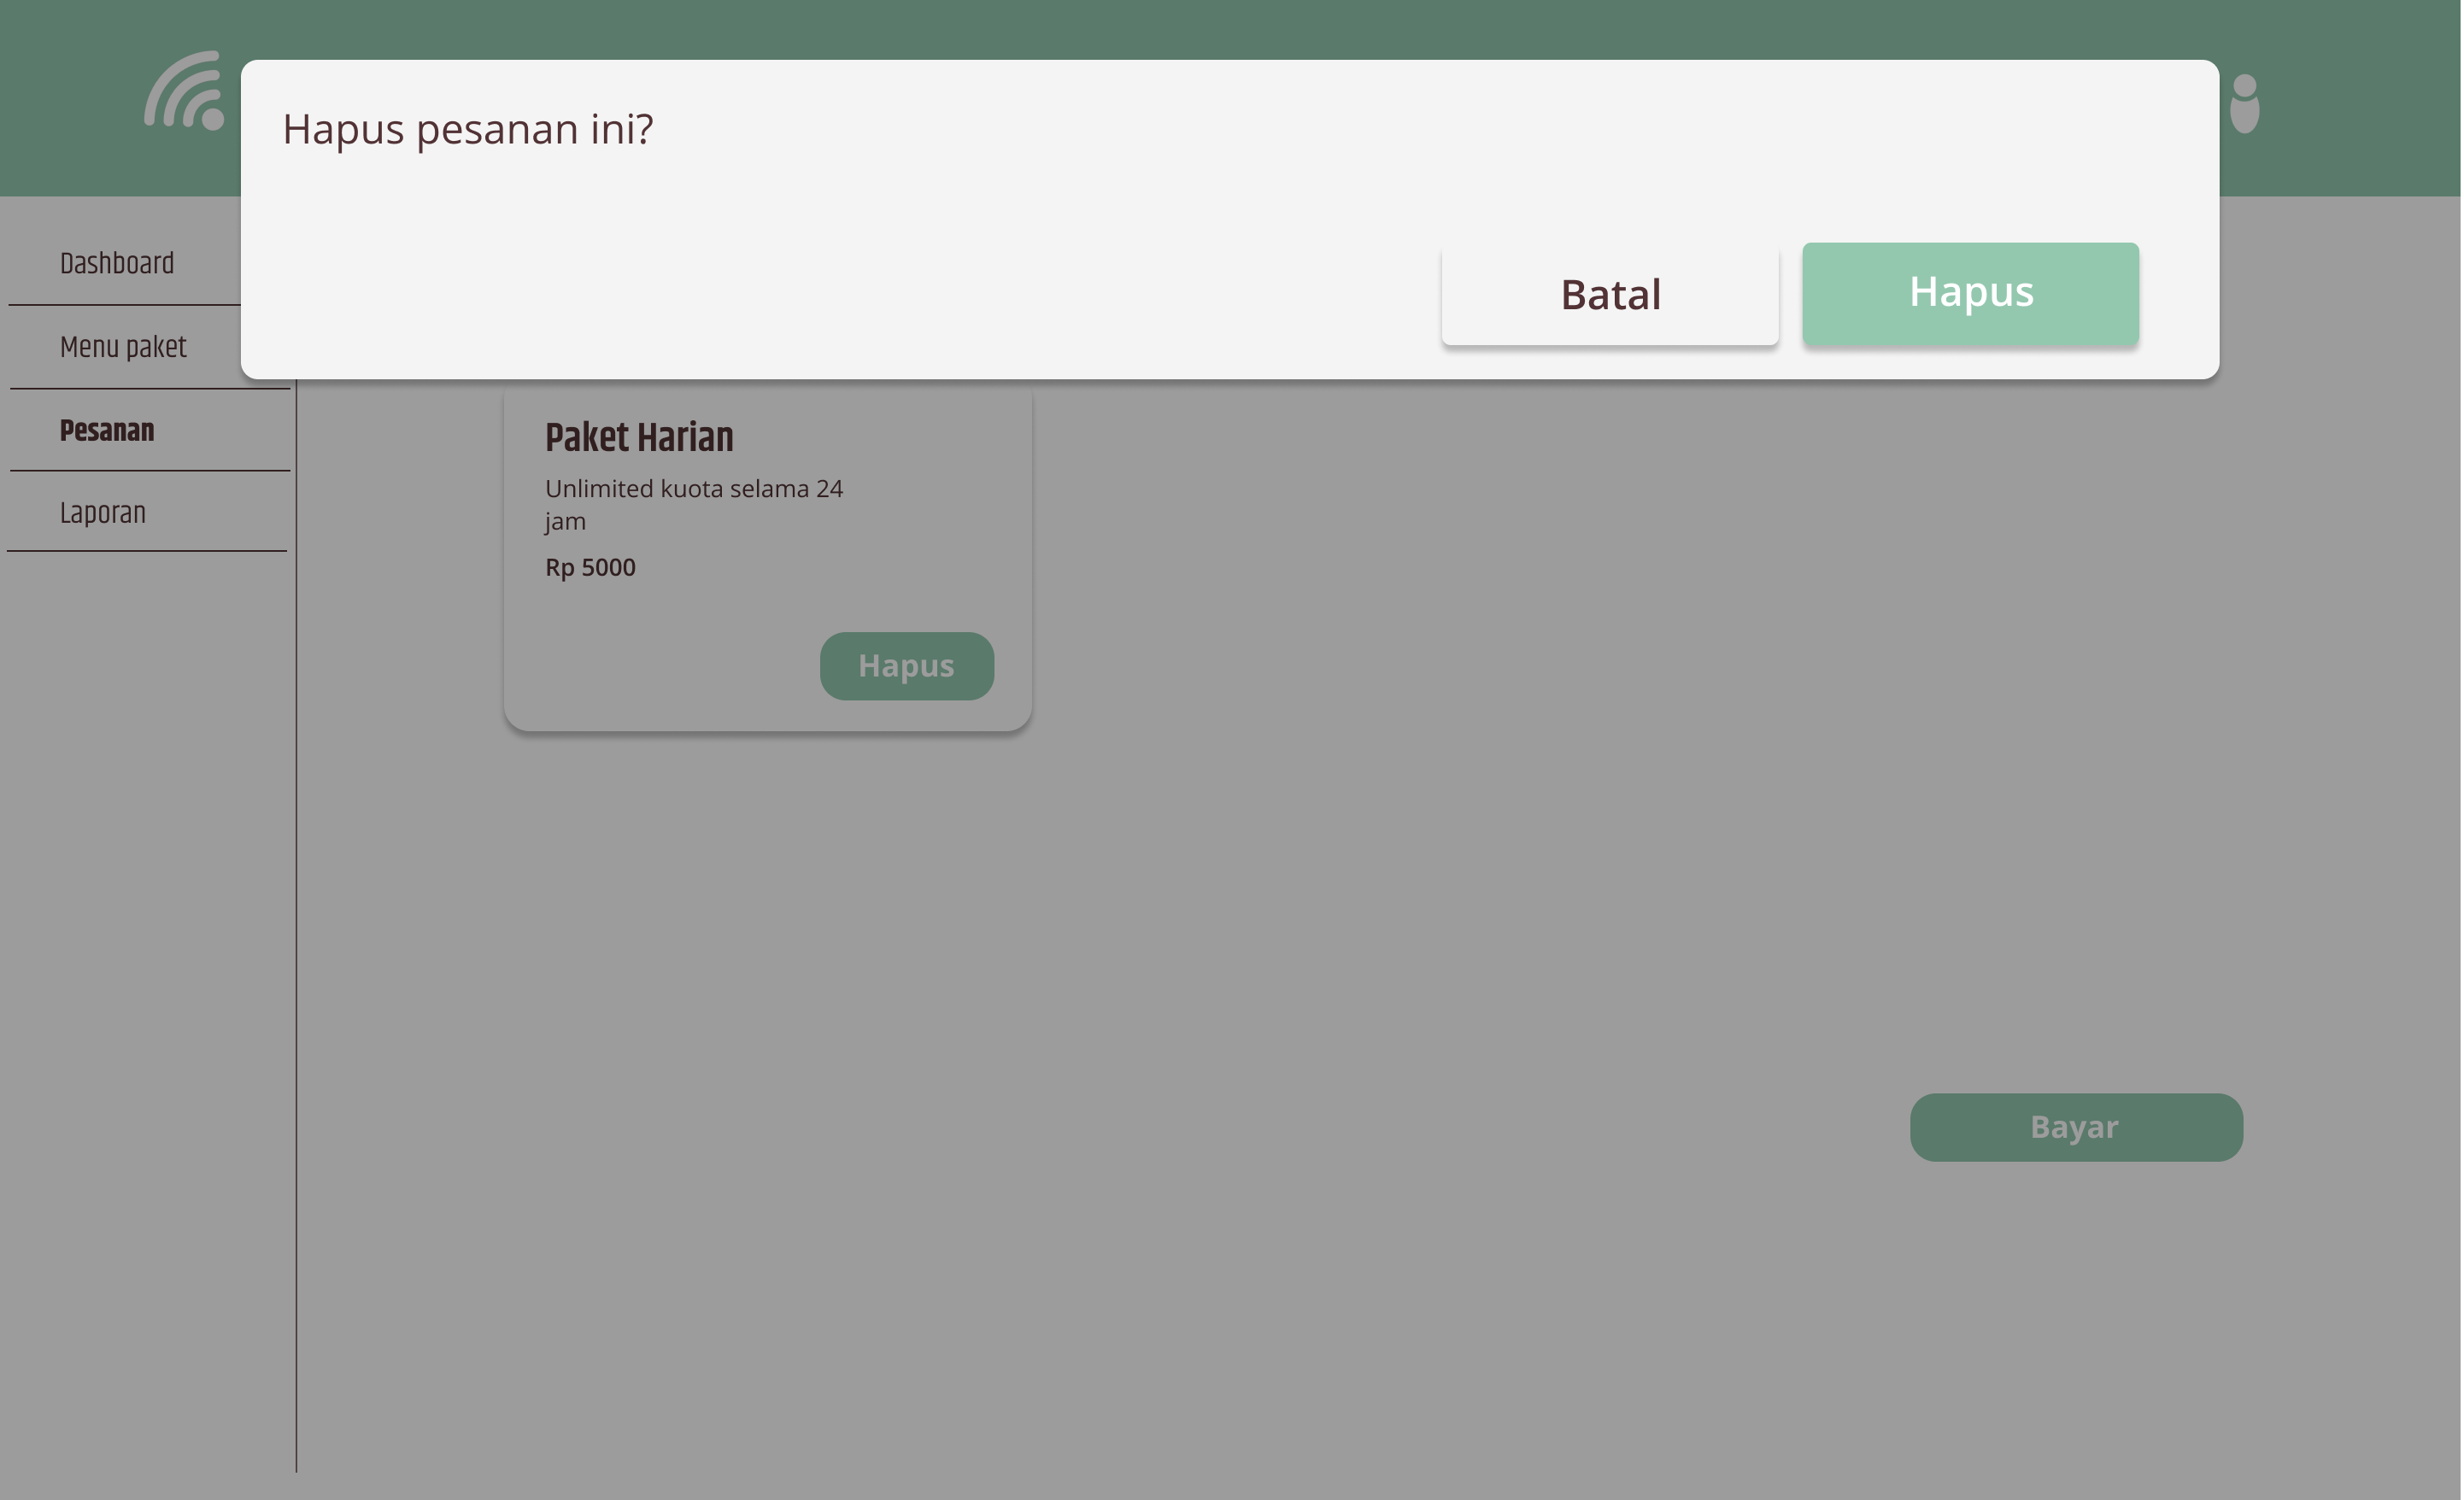 Hapus pesanan ini?
Batal
Hapus
Dashboard
Menu paket
Pesanan
Laporan
Paket Harian
Unlimited kuota selama 24
jam
Rp 5000
Hapus
Bayar